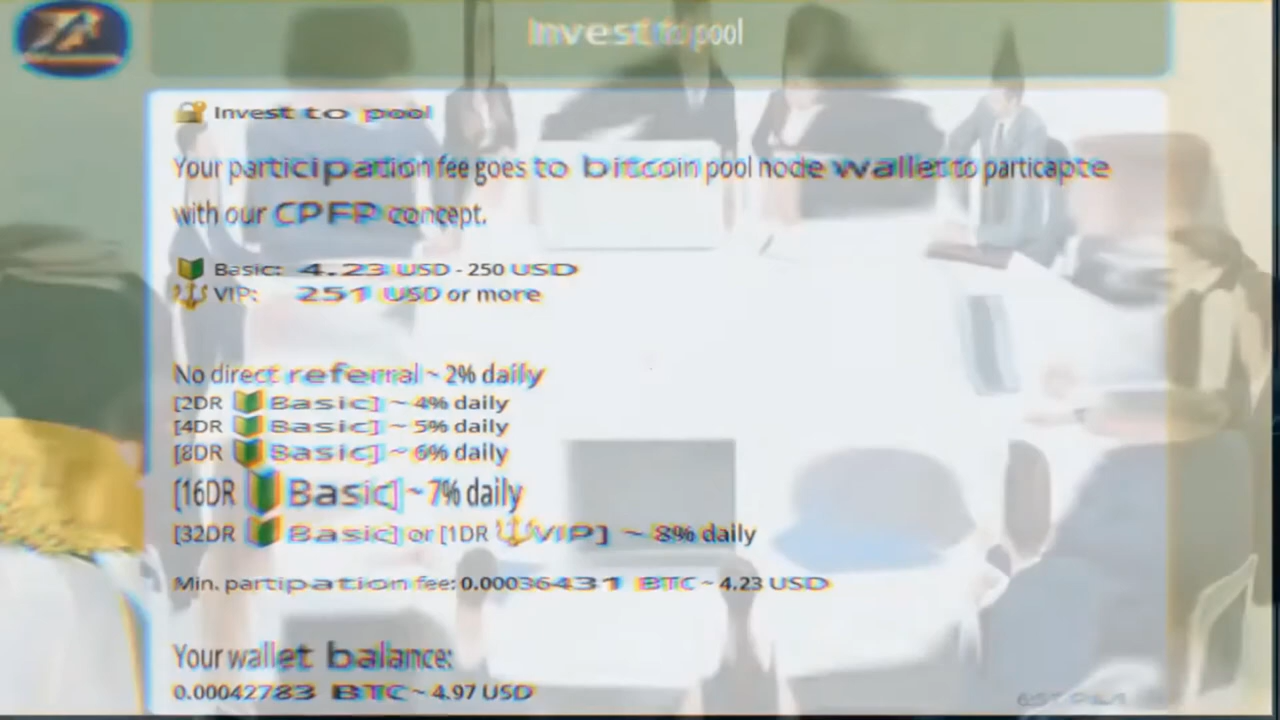 Invest to pool
Invest to pool
Your participation fee goes to bitcoin pool node wallet to particapte
with our CPFP concept.
Basic: 4.23 USD - 250 USD
VIP: 251 USD or more
No direct referral ~ 2% daily
[2DR Basic] ~ 4% daily
[4DR Basic] ~ 5% daily
[8DR Basic] ~ 6% daily
[16DR Basic] ~ 7% daily
[32DR Basic] or [1DR VIP] ~ 8% daily
Min. partipation fee: 0.00036431 BTC ~ 4.23 USD
Your wallet balance:
0.00042783 BTC ~ 4.97 USD